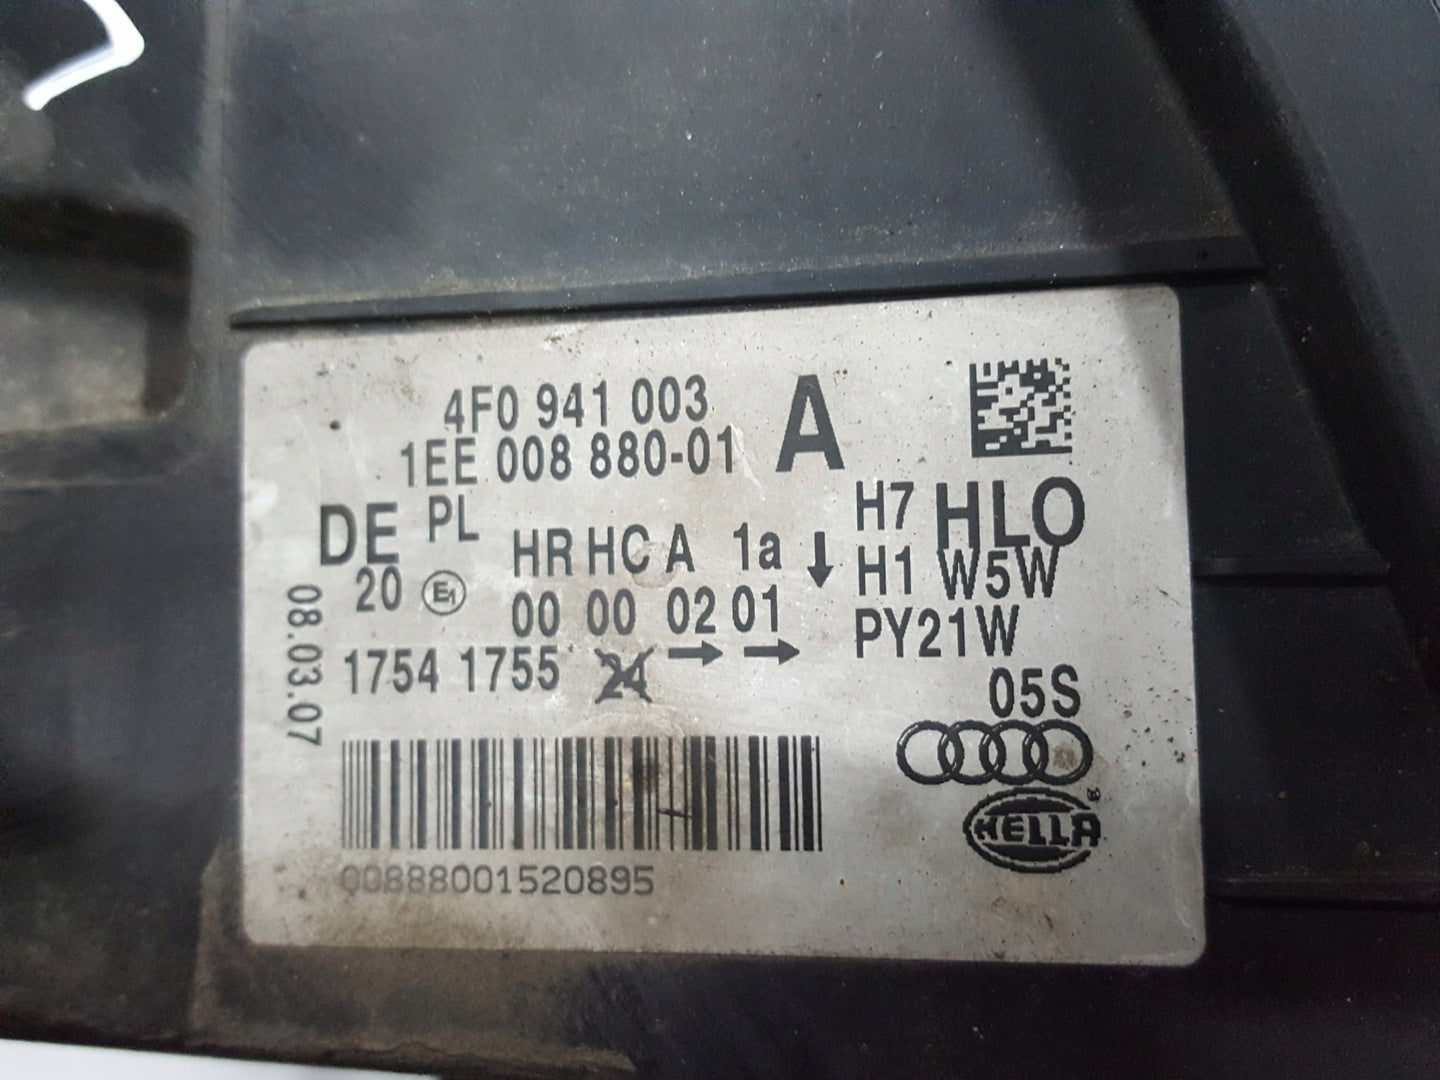 4F0 941 003 A
1EE 008 880-01
DE PL HR HC A 1a ↓ H7 HLO
20 E1 00 00 02 01 H1 W5W
1754 1755 24 → → PY21W
05S
08.03.07
HELLA®
00888001520895